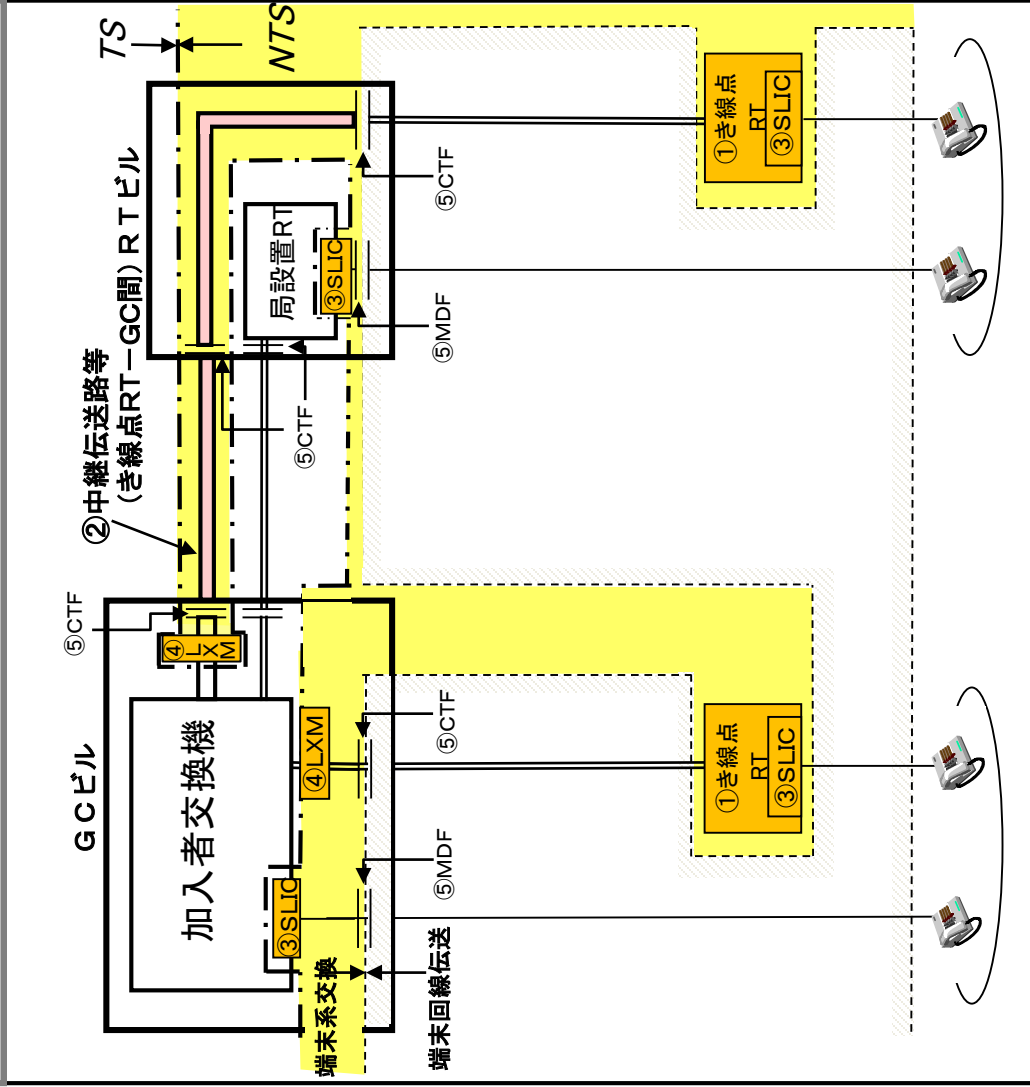 GCビル
②中継伝送路等
(き線点RT－GC間)
RTビル
TS
NTS
⑤CTF
④LXM
加入者交換機
③SLIC
④LXM
⑤CTF
⑤CTF
局設置RT
③SLIC
端末系交換
端末回線伝送
⑤MDF
⑤CTF
⑤MDF
⑤CTF
①き線点
RT
③SLIC
①き線点
RT
③SLIC